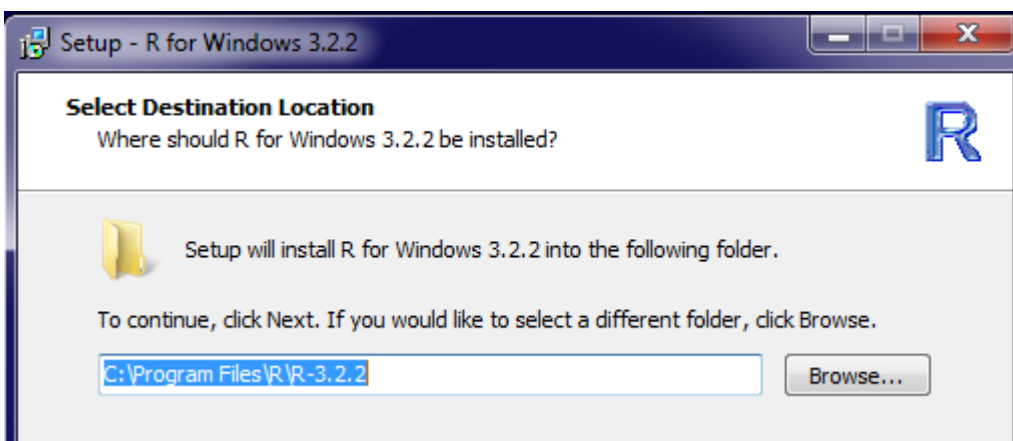 Setup - R for Windows 3.2.2
Select Destination Location
Where should R for Windows 3.2.2 be installed?
R
Setup will install R for Windows 3.2.2 into the following folder.
To continue, click Next. If you would like to select a different folder, click Browse.
C:\Program Files\R\R-3.2.2
Browse...